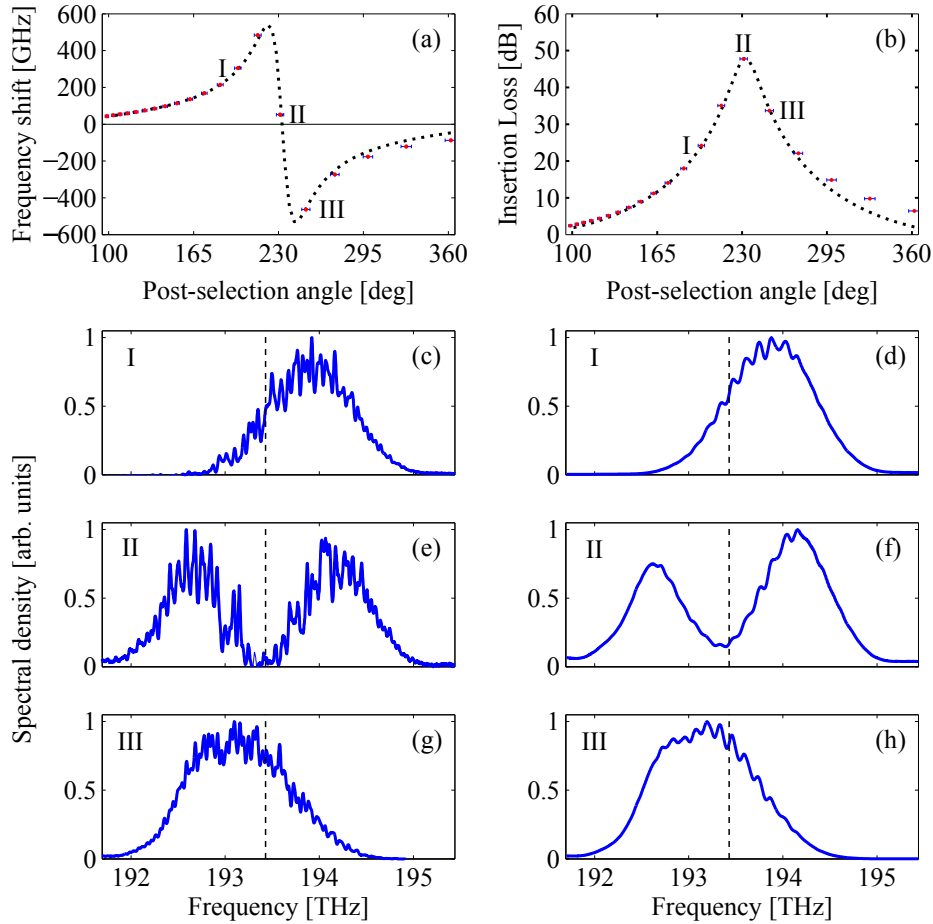 Frequency shift [GHz]
600
400
200
0
−200
−400
−600
I
II
III
(a)
100 165 230 295 360
Post-selection angle [deg]
Insertion Loss [dB]
60
50
40
30
20
10
0
I
II
III
(b)
100 165 230 295 360
Post-selection angle [deg]
Spectral density [arb. units]
1
0.5
0
I
(c)
1
0.5
0
I
(d)
1
0.5
0
II
(e)
1
0.5
0
II
(f)
1
0.5
0
III
(g)
192 193 194 195
Frequency [THz]
1
0.5
0
III
(h)
192 193 194 195
Frequency [THz]